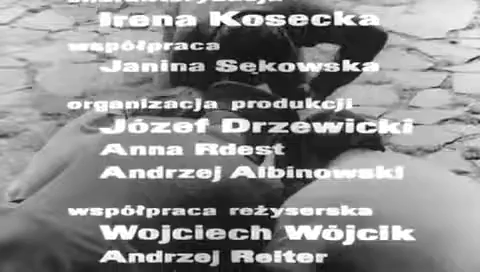 Irena Kosecka
współpraca
Janina Sękowska
organizacja produkcji
Józef Drzewicki
Anna Rdest
Andrzej Albinowski
współpraca reżyserska
Wojciech Wójcik
Andrzej Reiter